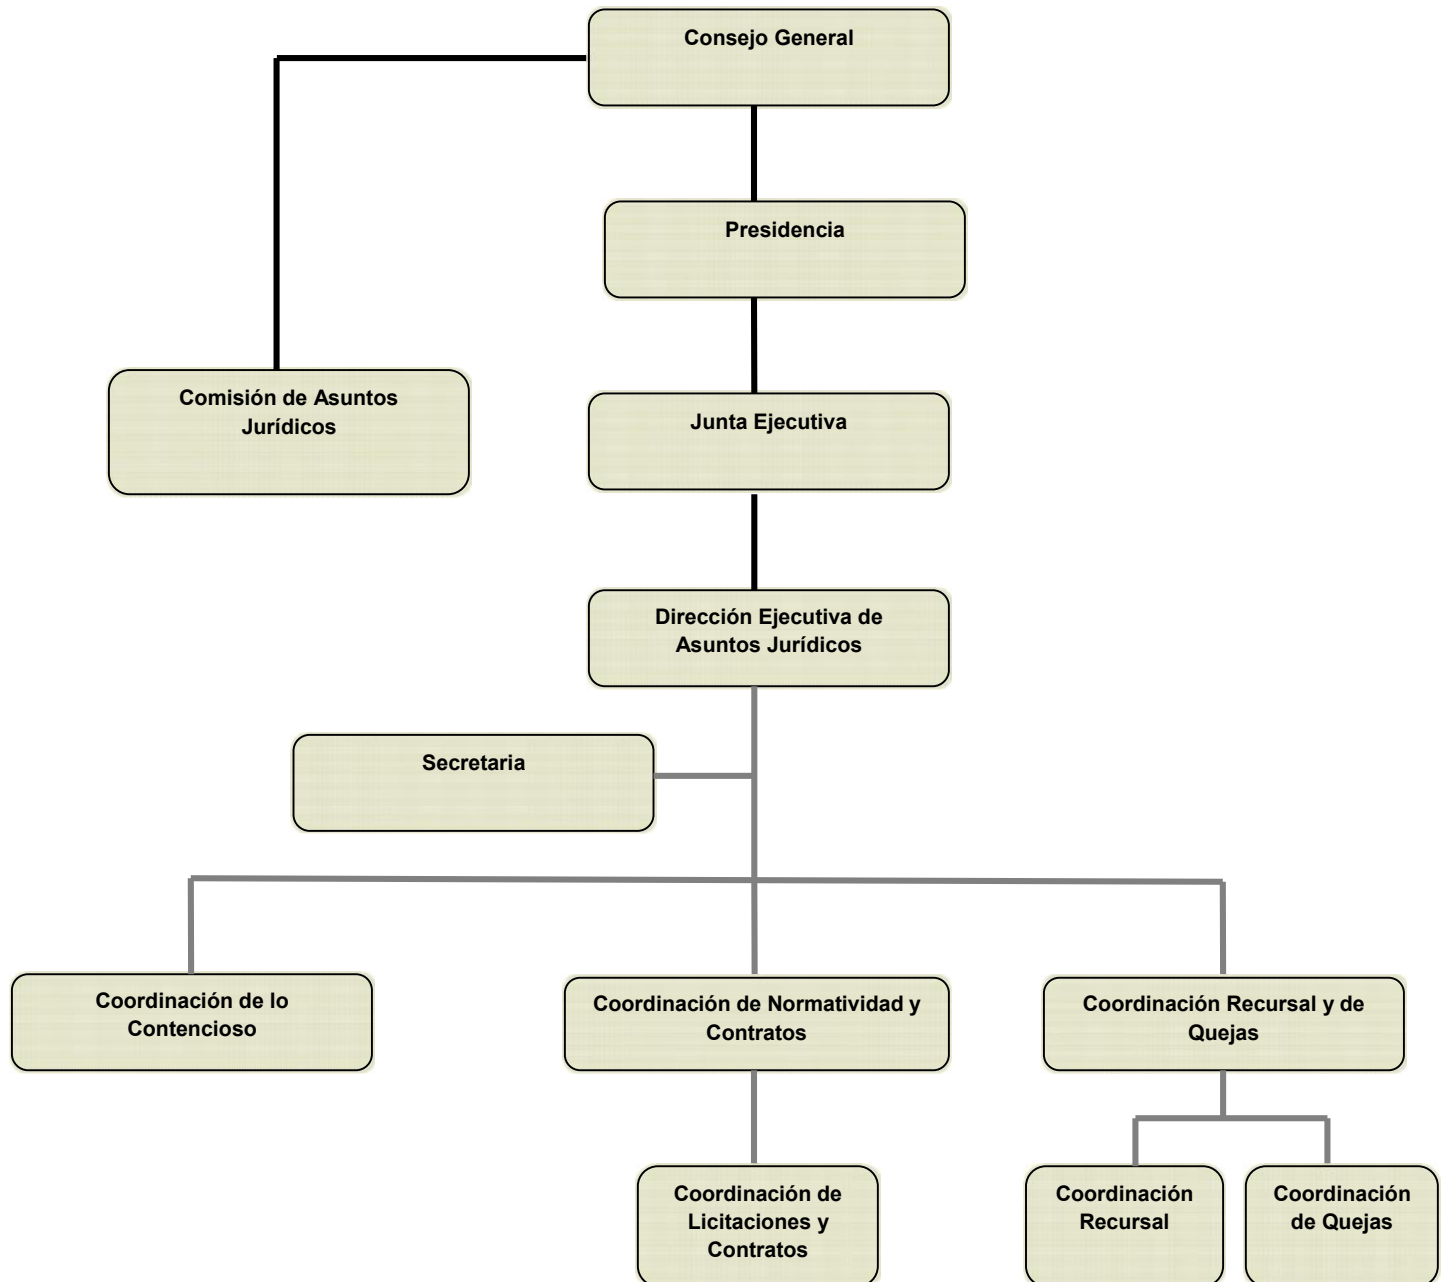 Consejo General
Presidencia
Comisión de Asuntos
Jurídicos
Junta Ejecutiva
Dirección Ejecutiva de
Asuntos Jurídicos
Secretaria
Coordinación de lo
Contencioso
Coordinación de Normatividad y
Contratos
Coordinación Recursal y de
Quejas
Coordinación de
Licitaciones y
Contratos
Coordinación
Recursal
Coordinación
de Quejas